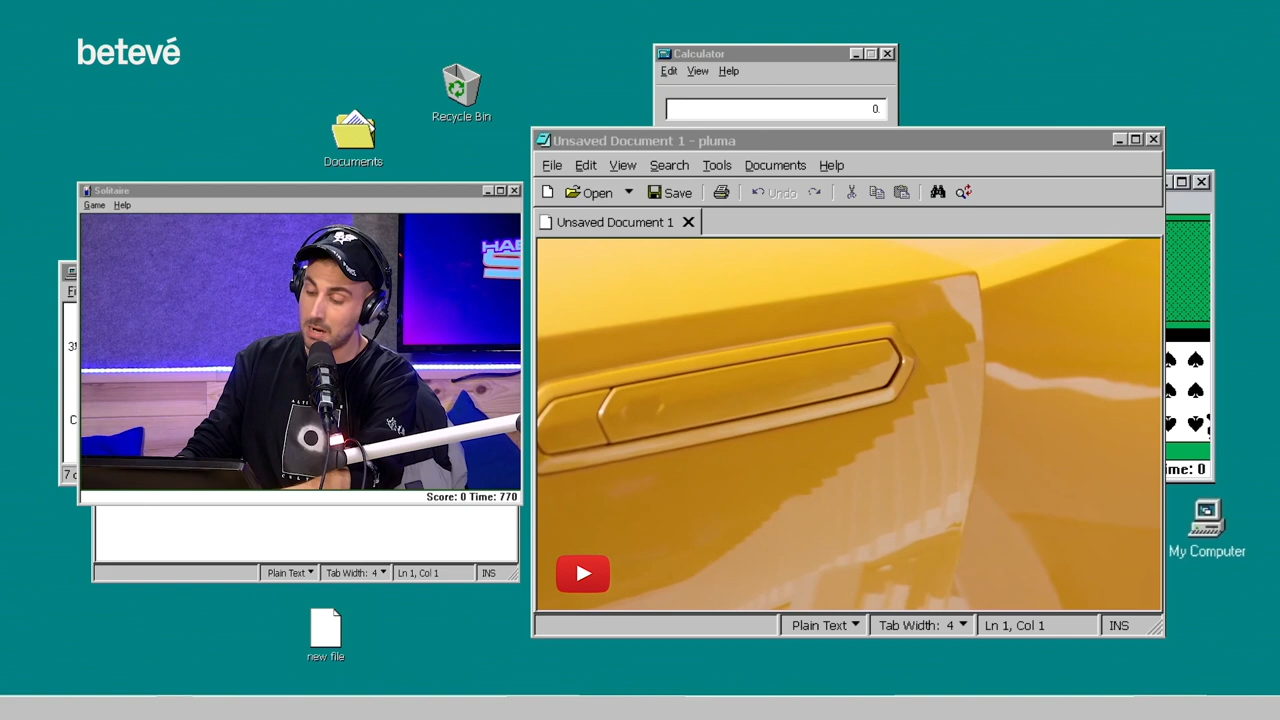 betevé
Recycle Bin
Documents
Calculator
Edit View Help
0.
Unsaved Document 1 - pluma
File Edit View Search Tools Documents Help
Open Save Undo
Unsaved Document 1
Solitaire
Game Help
HAB
Score: 0 Time: 770
Plain Text Tab Width: 4 Ln 1, Col 1 INS
Plain Text Tab Width: 4 Ln 1, Col 1 INS
ime: 0
My Computer
new file